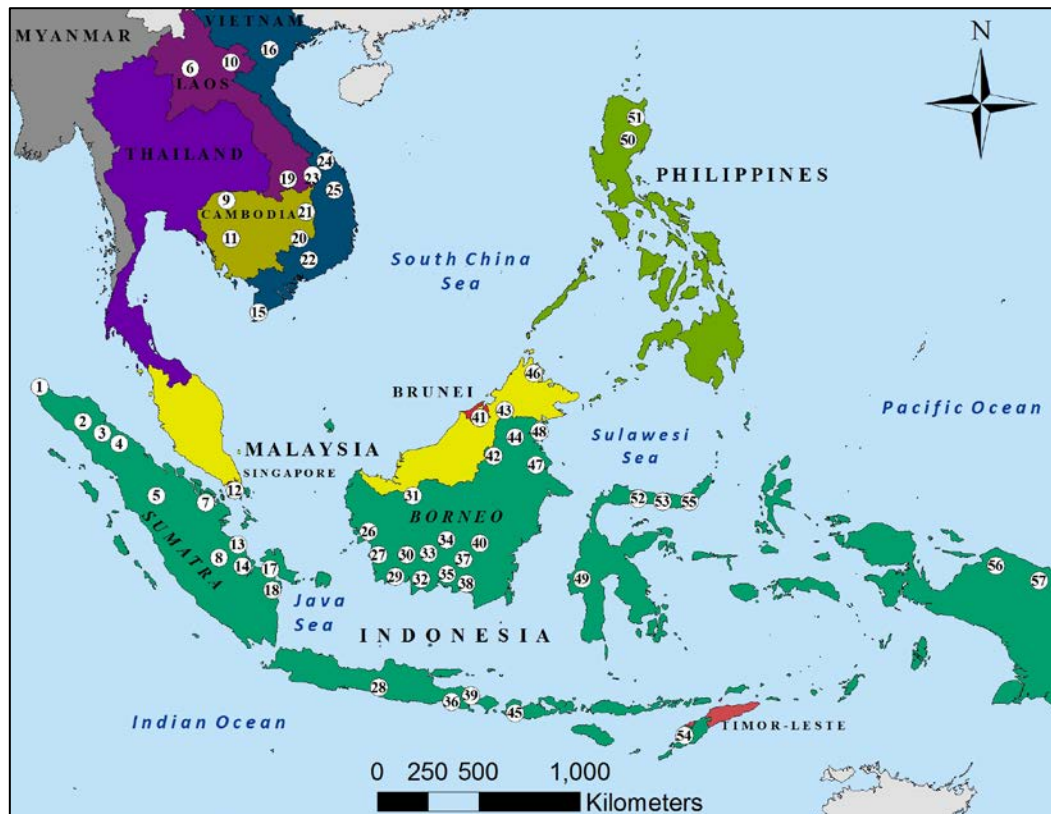 VIETNAM
MYANMAR
16
10
6
LAOS
N
51
50
THAILAND
24
23
19
25
PHILIPPINES
9
CAMBODIA
21
11
20
22
South China
Sea
15
1
46
BRUNEI
41
43
Pacific Ocean
2
3
4
MALAYSIA
SINGAPORE
44
48
Sulawesi
Sea
42
47
12
5
7
31
52
53
55
BORNEO
SUMATRA
26
13
34
40
8
14
27
30
33
37
17
29
32
35
38
18
49
56
57
Java
Sea
INDONESIA
28
36
39
45
Indian Ocean
54
TIMOR-LESTE
0 250 500 1,000
Kilometers